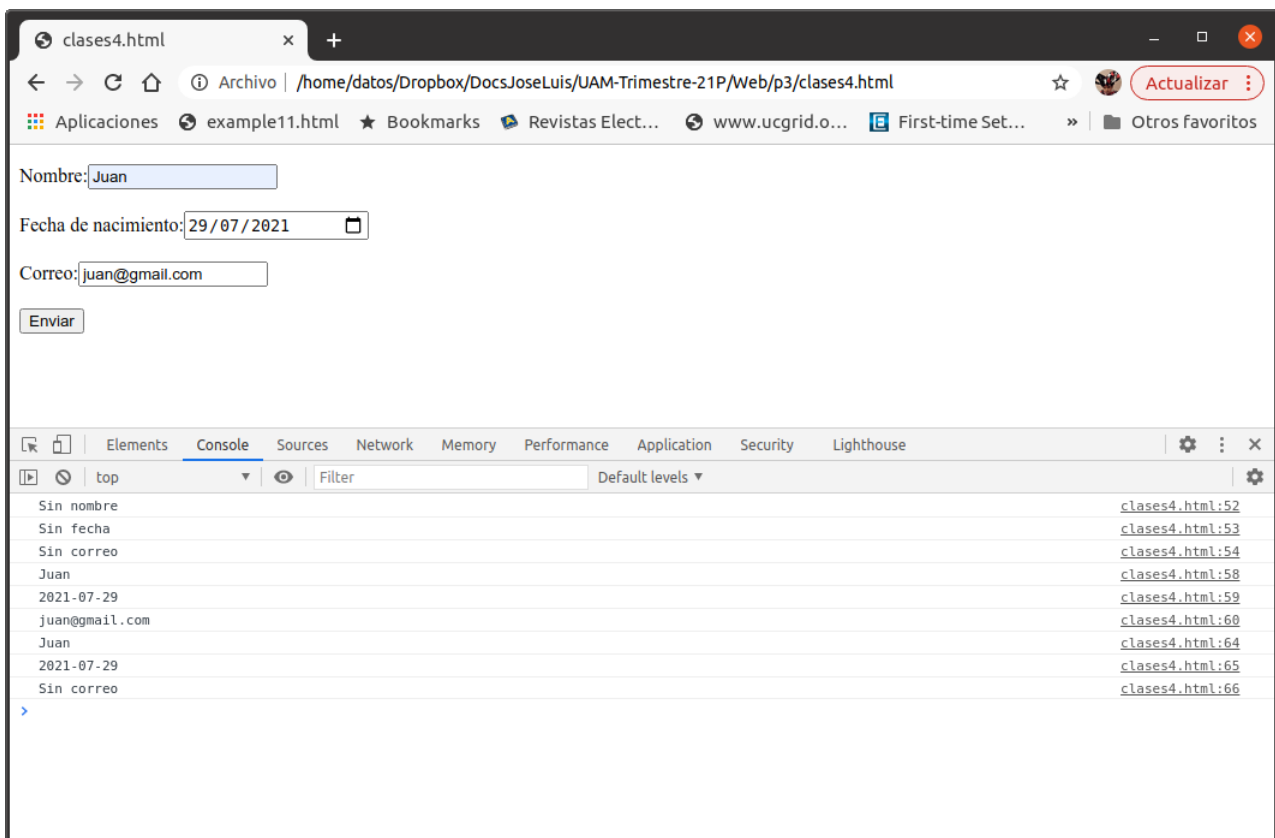 clases4.html
Archivo | /home/datos/Dropbox/DocsJoseLuis/UAM-Trimestre-21P/Web/p3/clases4.html Actualizar
Aplicaciones example11.html Bookmarks Revistas Elect... www.ucgrid.o... First-time Set... » Otros favoritos
Nombre: Juan
Fecha de nacimiento: 29/07/2021
Correo: juan@gmail.com
Enviar
Elements Console Sources Network Memory Performance Application Security Lighthouse
top Filter Default levels
Sin nombre clases4.html:52
Sin fecha clases4.html:53
Sin correo clases4.html:54
Juan clases4.html:58
2021-07-29 clases4.html:59
juan@gmail.com clases4.html:60
Juan clases4.html:64
2021-07-29 clases4.html:65
Sin correo clases4.html:66